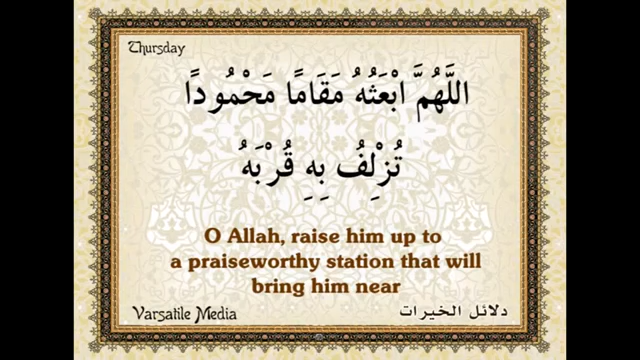 Thursday
اللَّهُمَّ ابْعَثْهُ مَقَامًا مَحْمُودًا
تُزْلِفُ بِهِ قُرْبَهُ
O Allah, raise him up to
a praiseworthy station that will
bring him near
Varsatile Media دلائل الخيرات